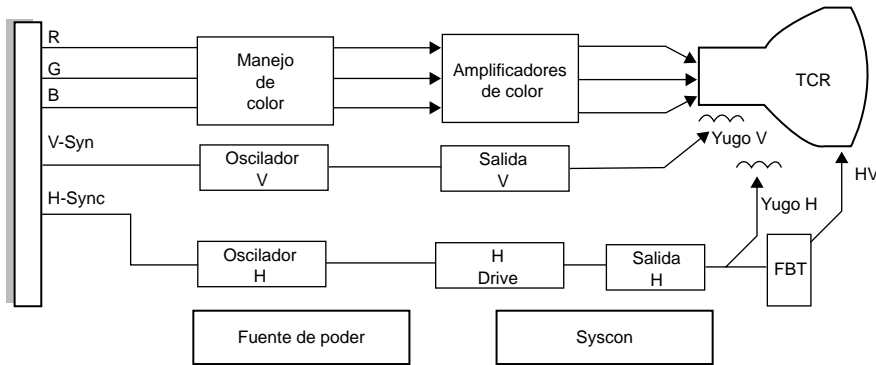 R
G
B
Manejo
de
color
Amplificadores
de color
TCR
V-Syn
Oscilador
V
Salida
V
Yugo V
HV
H-Sync
Yugo H
Oscilador
H
H
Drive
Salida
H
FBT
Fuente de poder
Syscon